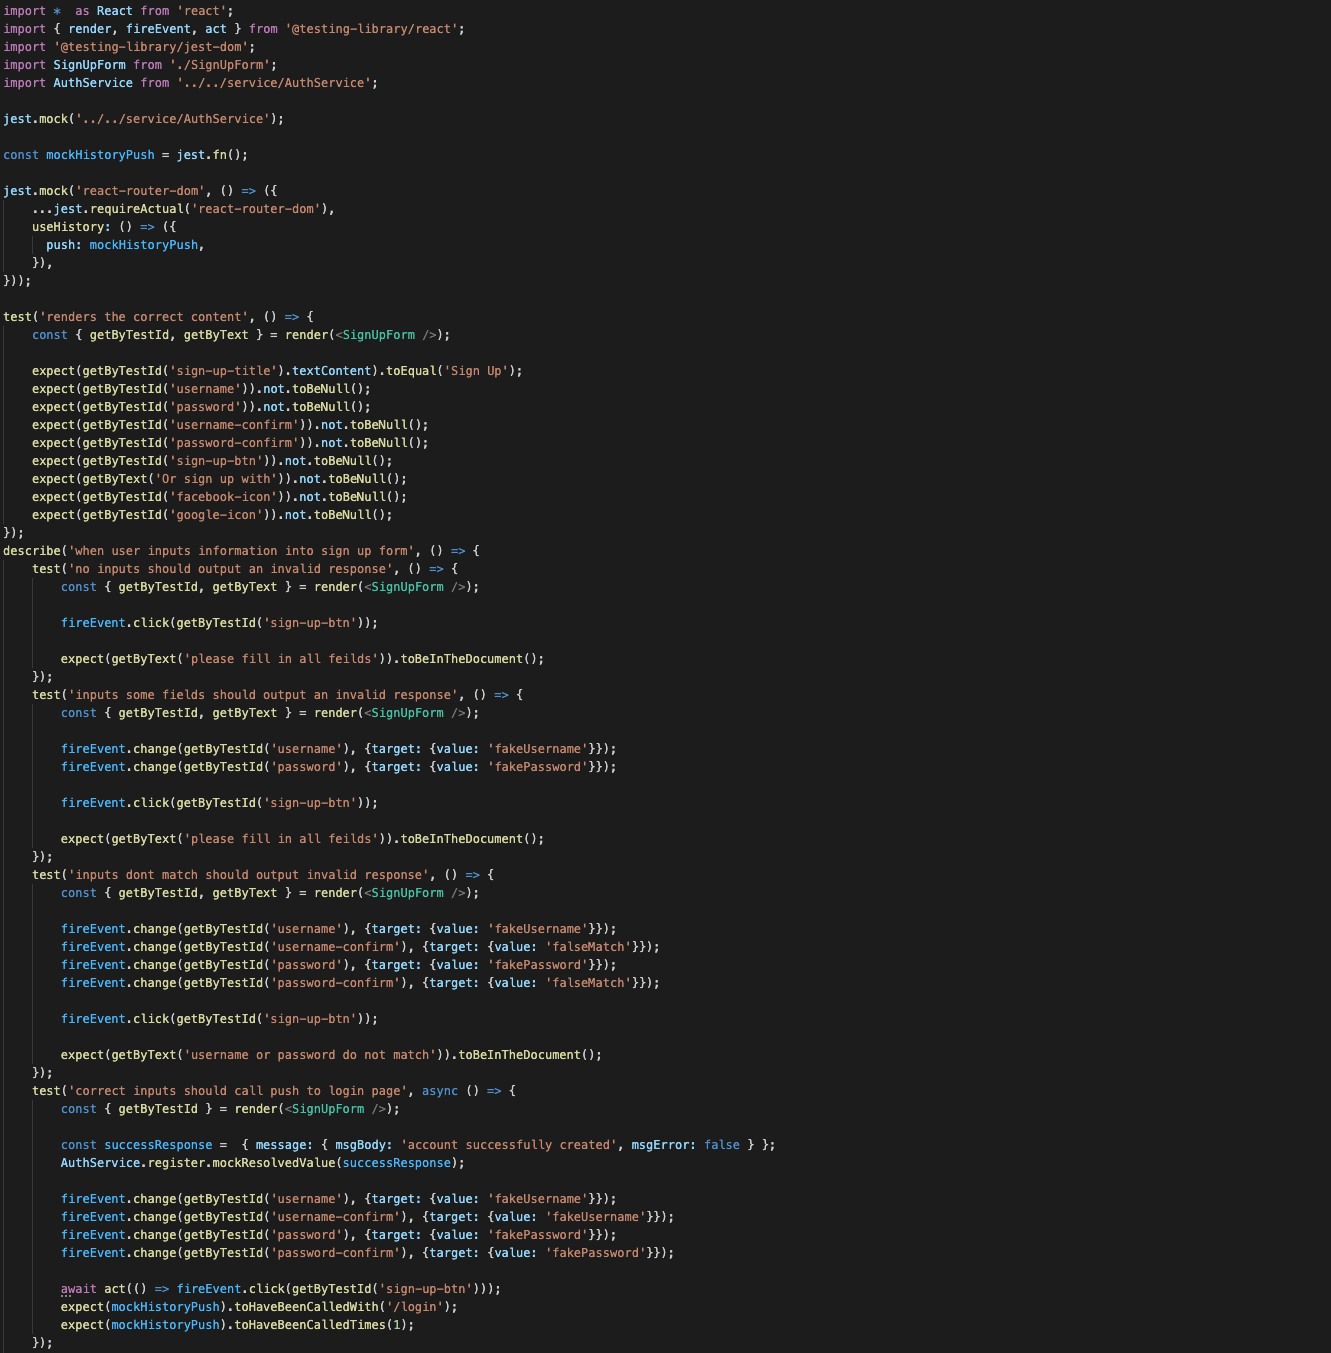 import *  as React from 'react';
import { render, fireEvent, act } from '@testing-library/react';
import '@testing-library/jest-dom';
import SignUpForm from './SignUpForm';
import AuthService from '../../service/AuthService';

jest.mock('../../service/AuthService');

const mockHistoryPush = jest.fn();

jest.mock('react-router-dom', () => ({
    ...jest.requireActual('react-router-dom'),
    useHistory: () => ({
      push: mockHistoryPush,
    }),
}));

test('renders the correct content', () => {
    const { getByTestId, getByText } = render(<SignUpForm />);

    expect(getByTestId('sign-up-title').textContent).toEqual('Sign Up');
    expect(getByTestId('username')).not.toBeNull();
    expect(getByTestId('password')).not.toBeNull();
    expect(getByTestId('username-confirm')).not.toBeNull();
    expect(getByTestId('password-confirm')).not.toBeNull();
    expect(getByTestId('sign-up-btn')).not.toBeNull();
    expect(getByText('Or sign up with')).not.toBeNull();
    expect(getByTestId('facebook-icon')).not.toBeNull();
    expect(getByTestId('google-icon')).not.toBeNull();
});
describe('when user inputs information into sign up form', () => {
    test('no inputs should output an invalid response', () => {
        const { getByTestId, getByText } = render(<SignUpForm />);

        fireEvent.click(getByTestId('sign-up-btn'));

        expect(getByText('please fill in all feilds')).toBeInTheDocument();
    });
    test('inputs some fields should output an invalid response', () => {
        const { getByTestId, getByText } = render(<SignUpForm />);

        fireEvent.change(getByTestId('username'), {target: {value: 'fakeUsername'}});
        fireEvent.change(getByTestId('password'), {target: {value: 'fakePassword'}});

        fireEvent.click(getByTestId('sign-up-btn'));

        expect(getByText('please fill in all feilds')).toBeInTheDocument();
    });
    test('inputs dont match should output invalid response', () => {
        const { getByTestId, getByText } = render(<SignUpForm />);

        fireEvent.change(getByTestId('username'), {target: {value: 'fakeUsername'}});
        fireEvent.change(getByTestId('username-confirm'), {target: {value: 'falseMatch'}});
        fireEvent.change(getByTestId('password'), {target: {value: 'fakePassword'}});
        fireEvent.change(getByTestId('password-confirm'), {target: {value: 'falseMatch'}});

        fireEvent.click(getByTestId('sign-up-btn'));

        expect(getByText('username or password do not match')).toBeInTheDocument();
    });
    test('correct inputs should call push to login page', async () => {
        const { getByTestId } = render(<SignUpForm />);

        const successResponse =  { message: { msgBody: 'account successfully created', msgError: false } };
        AuthService.register.mockResolvedValue(successResponse);

        fireEvent.change(getByTestId('username'), {target: {value: 'fakeUsername'}});
        fireEvent.change(getByTestId('username-confirm'), {target: {value: 'fakeUsername'}});
        fireEvent.change(getByTestId('password'), {target: {value: 'fakePassword'}});
        fireEvent.change(getByTestId('password-confirm'), {target: {value: 'fakePassword'}});

        await act(() => fireEvent.click(getByTestId('sign-up-btn')));
        expect(mockHistoryPush).toHaveBeenCalledWith('/login');
        expect(mockHistoryPush).toHaveBeenCalledTimes(1);
    });